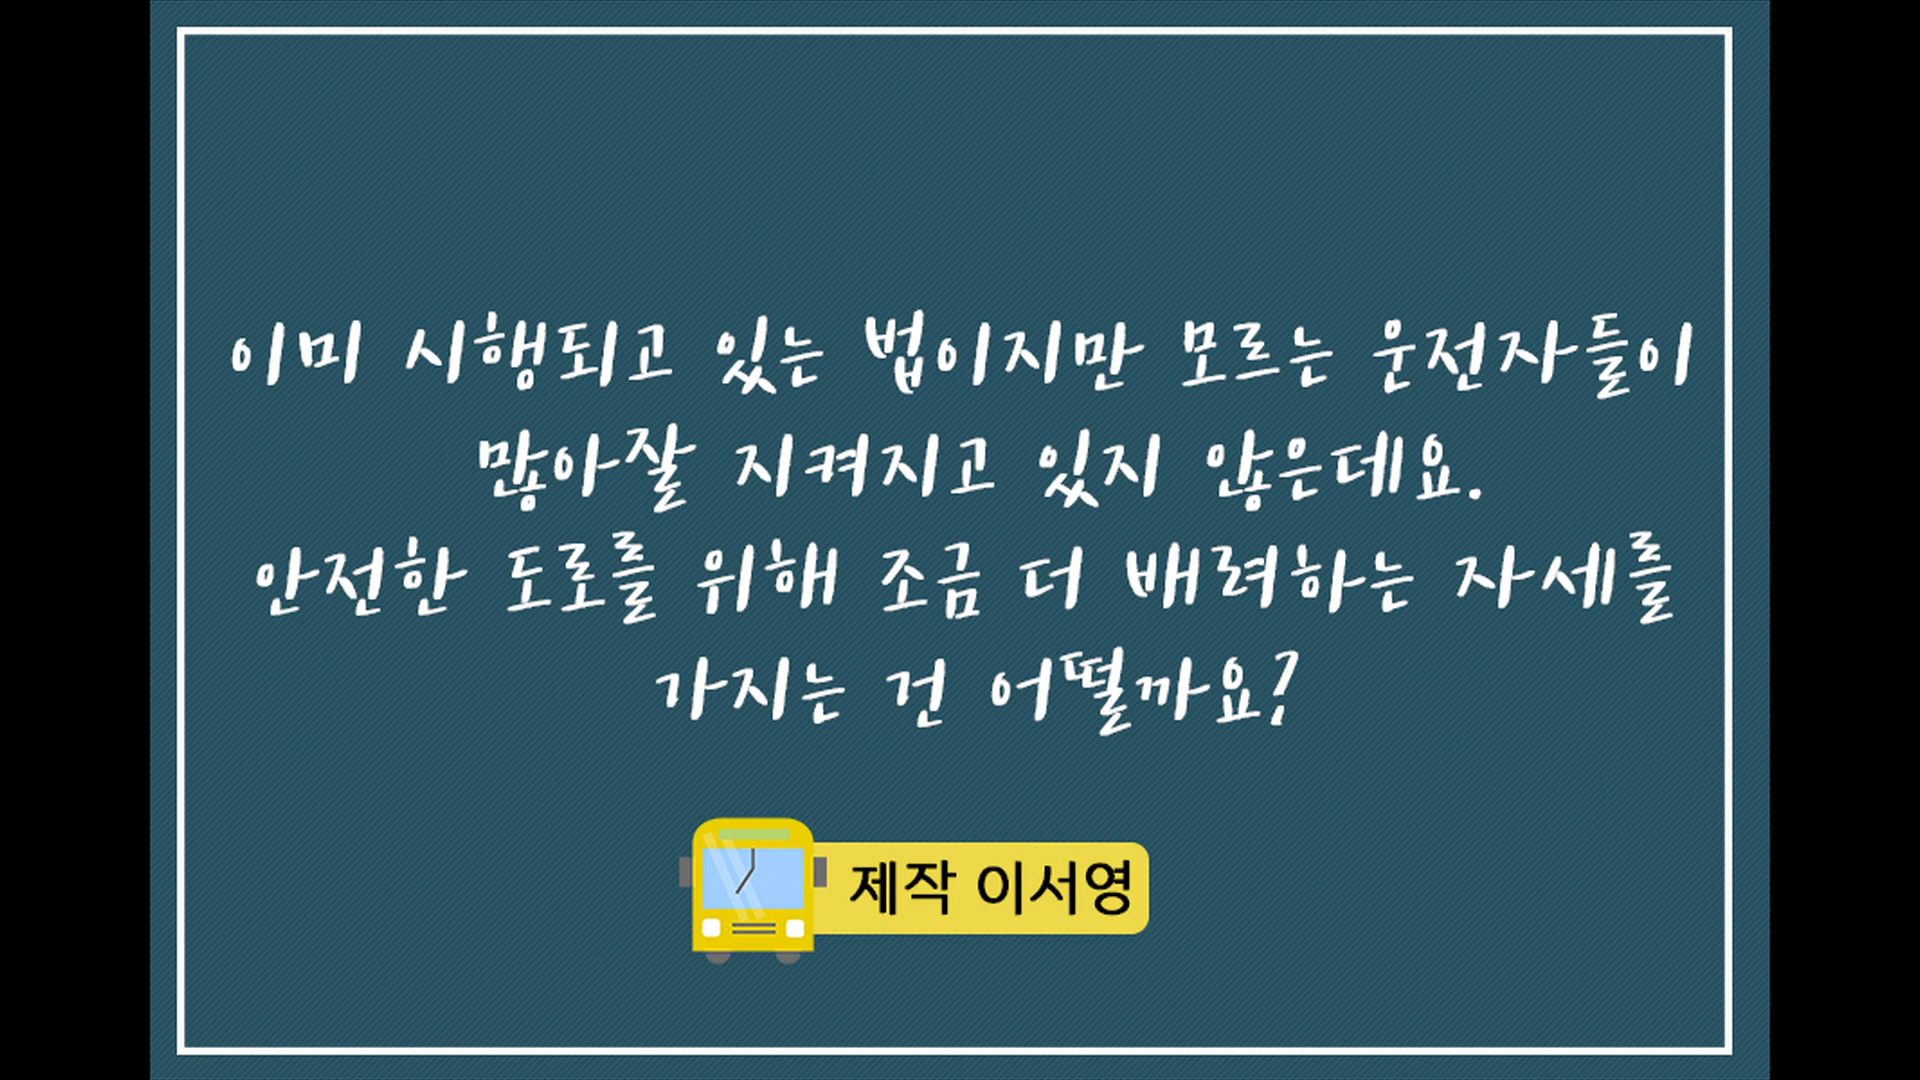 이미 시행되고 있는 법이지만 모르는 운전자들이
많아잘 지켜지고 있지 않은데요.
안전한 도로를 위해 조금 더 배려하는 자세를
가지는 건 어떨까요?
제작 이서영